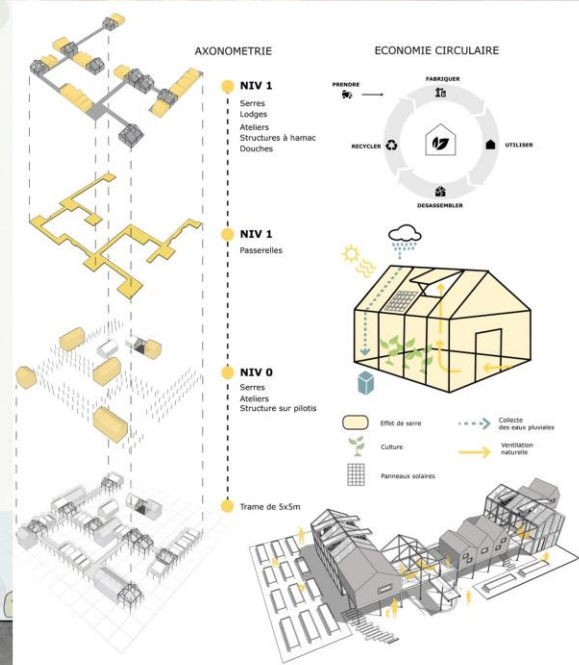 AXONOMETRIE
NIV 1
Serres
Lodges
Ateliers
Structures à hamac
Douches
NIV 1
Passerelles
NIV 0
Serres
Ateliers
Structure sur pilotis
Trame de 5x5m
ECONOMIE CIRCULAIRE
PRENDRE
FABRIQUER
RECYCLER
UTILISER
DESASSEMBLER
Effet de serre
Culture
Panneaux solaires
Collecte
des eaux pluviales
Ventilation
naturelle